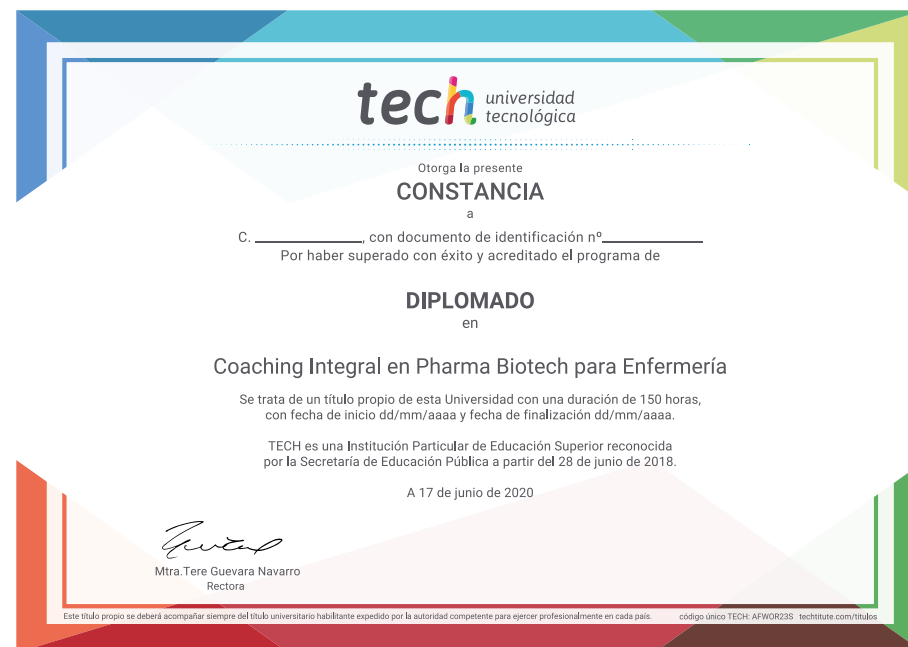 tech universidad
tecnológica
Otorga la presente
CONSTANCIA
a
C. ____________, con documento de identificación nº____________
Por haber superado con éxito y acreditado el programa de
DIPLOMADO
en
Coaching Integral en Pharma Biotech para Enfermería
Se trata de un título propio de esta Universidad con una duración de 150 horas,
con fecha de inicio dd/mm/aaaa y fecha de finalización dd/mm/aaaa.
TECH es una Institución Particular de Educación Superior reconocida
por la Secretaría de Educación Pública a partir del 28 de junio de 2018.
A 17 de junio de 2020
Mtra.Tere Guevara Navarro
Rectora
Este título propio se deberá acompañar siempre del título universitario habilitante expedido por la autoridad competente para ejercer profesionalmente en cada país. código único TECH: AFWOR23S techtitute.com/titulos